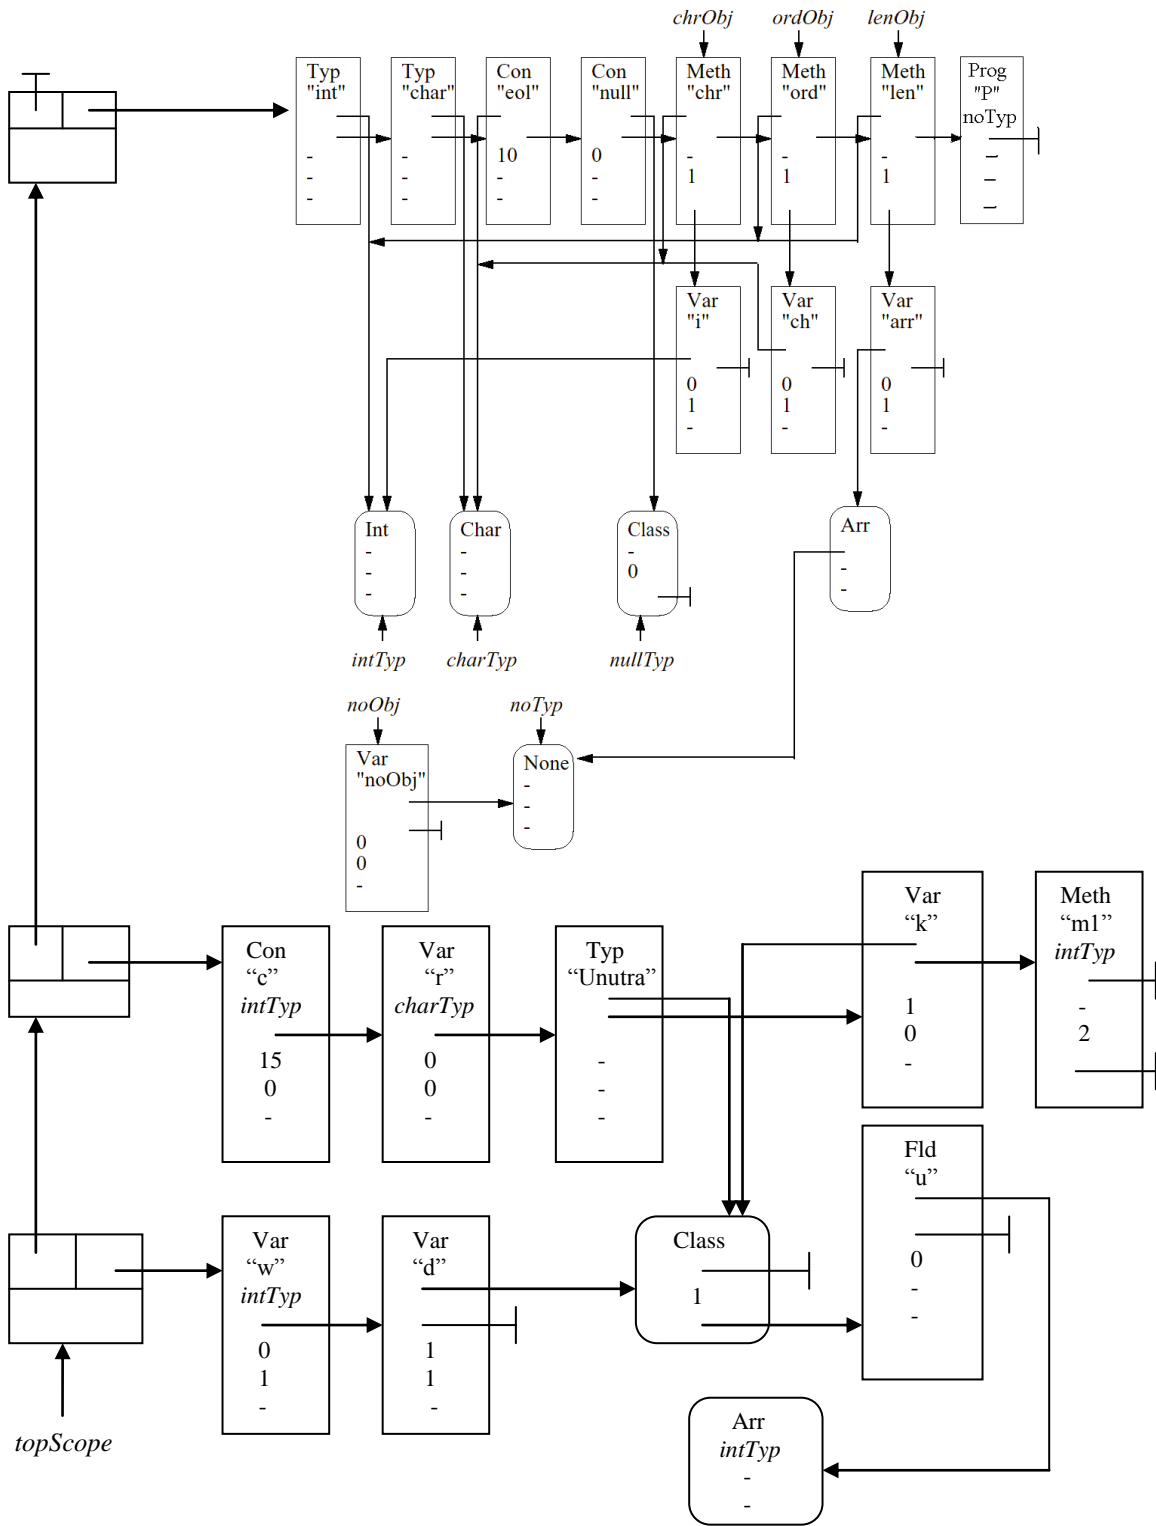 chrObj ordObj lenObj
Typ
"int"
-
-
-
Typ
"char"
-
-
-
Con
"eol"
10
-
-
Con
"null"
0
-
-
Meth
"chr"
-
1
Meth
"ord"
-
1
Meth
"len"
-
1
Prog
"P"
noTyp
-
-
-
Var
"i"
0
1
-
Var
"ch"
0
1
-
Var
"arr"
0
1
-
Int
-
-
-
Char
-
-
-
Class
-
0
Arr
-
-
intTyp charTyp nullTyp
noObj noTyp
Var
"noObj"
0
0
-
None
-
-
-
Con
“c”
intTyp
15
0
-
Var
“r”
charTyp
0
0
-
Typ
“Unutra”
-
-
-
Var
“k”
1
0
-
Meth
“m1”
intTyp
-
2
Var
“w”
intTyp
0
1
-
Var
“d”
1
1
-
Class
1
Fld
“u”
0
-
-
Arr
intTyp
-
-
topScope